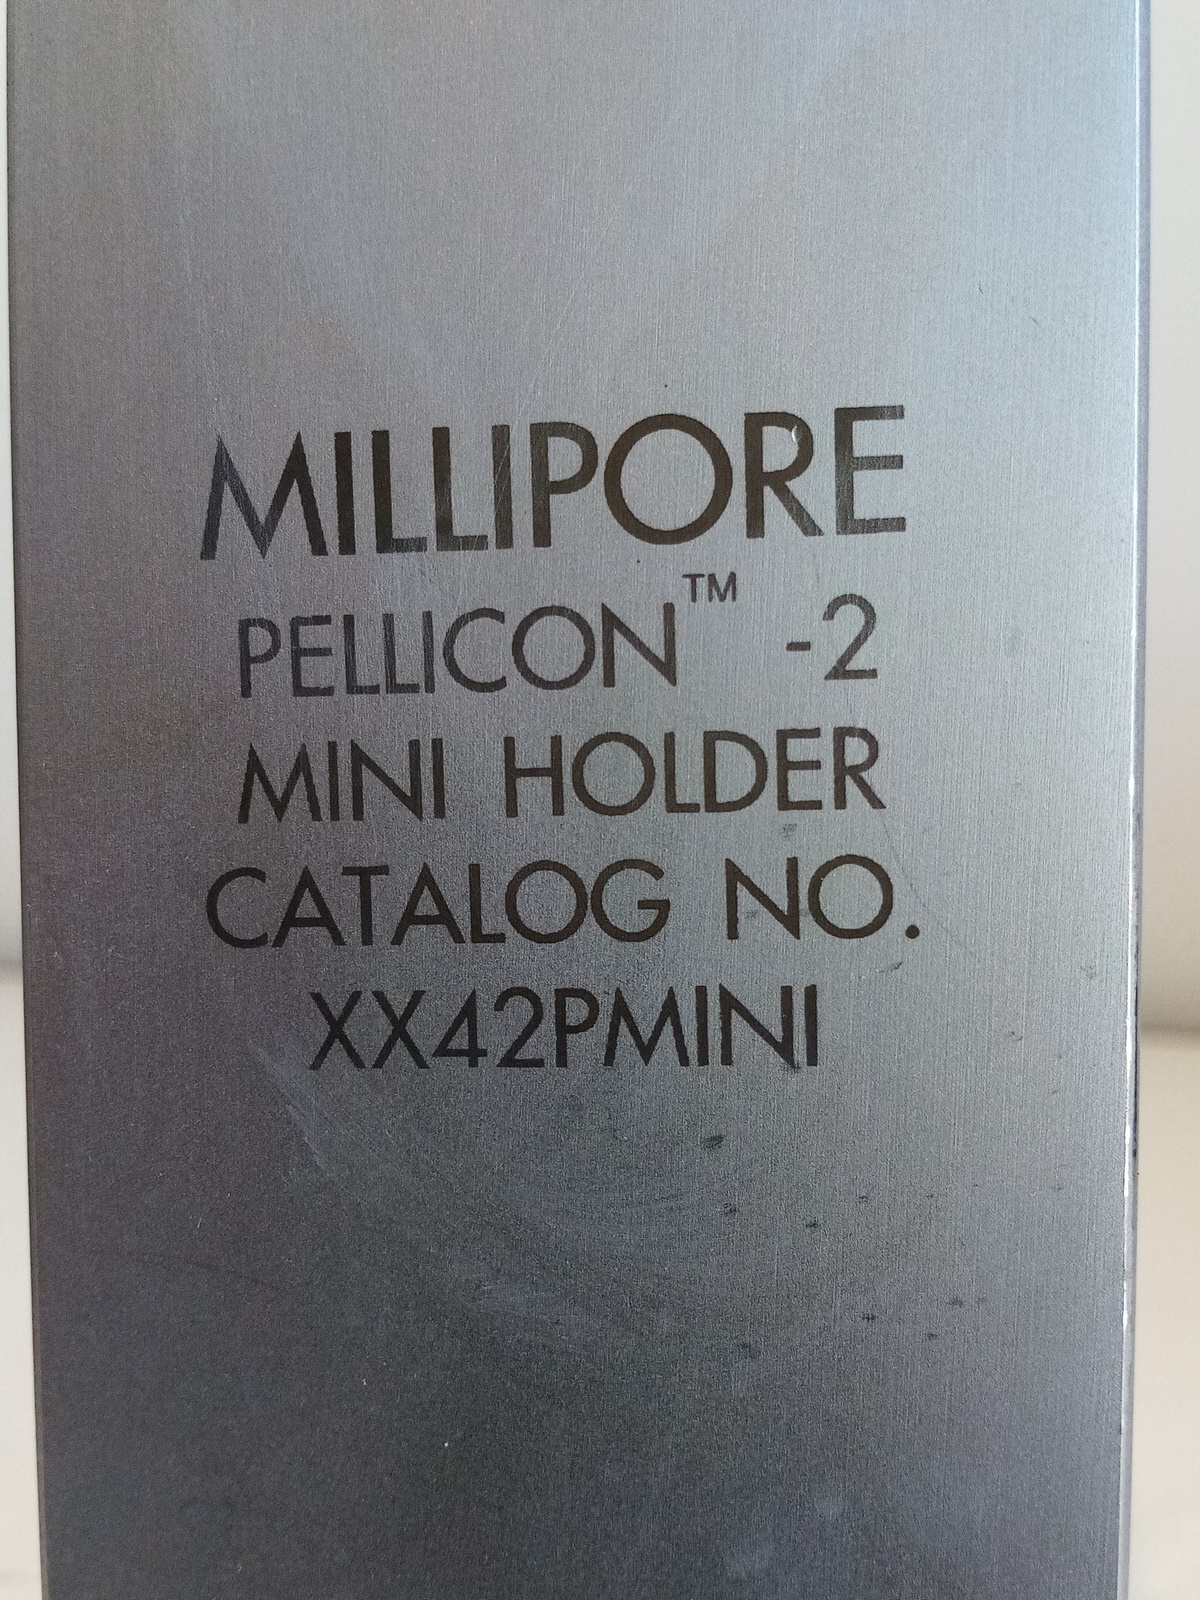 MILLIPORE
PELLICON™ -2
MINI HOLDER
CATALOG NO.
XX42PMINI